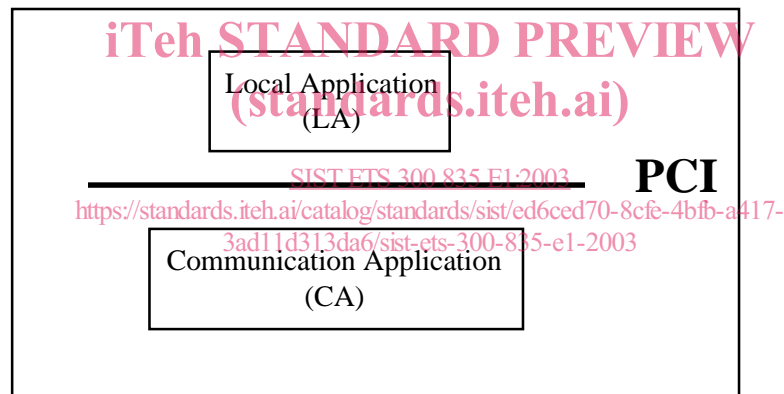 iTeh STANDARD PREVIEW
Local Application
(standards.iteh.ai)
(LA)
SIST ETS 300 835 E1:2003
PCI
https://standards.iteh.ai/catalog/standards/sist/ed6ced70-8cfe-4bfb-a417-
3ad11d313da6/sist-ets-300-835-e1-2003
Communication Application
(CA)